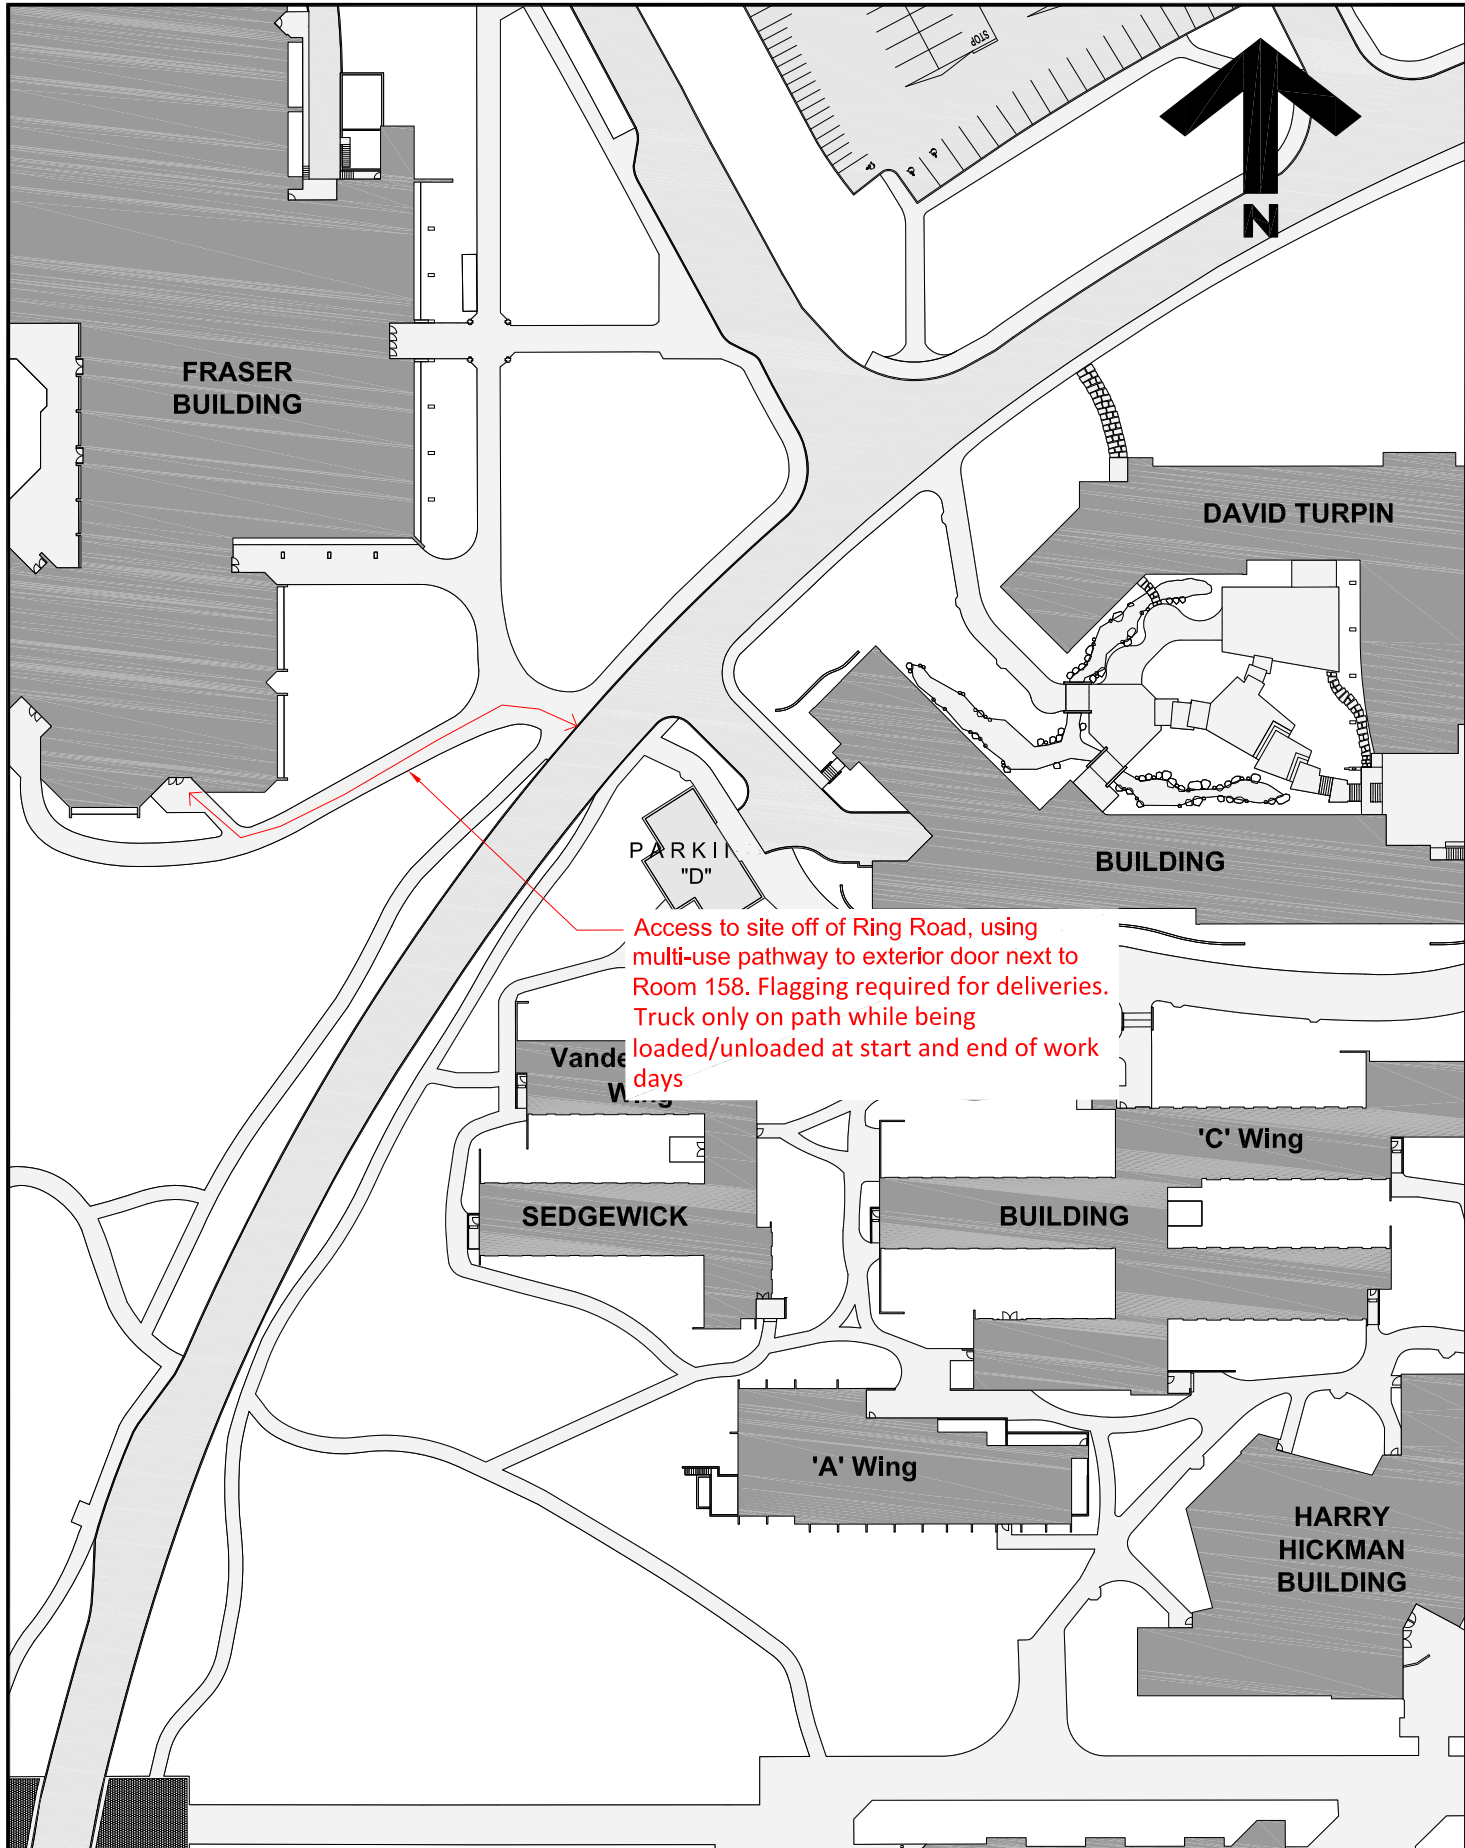 STOP
N
FRASER
BUILDING
DAVID TURPIN
BUILDING
PARKI
"D"
Access to site off of Ring Road, using
multi-use pathway to exterior door next to
Room 158. Flagging required for deliveries.
Truck only on path while being
loaded/unloaded at start and end of work
days
Vande
Wing
'C' Wing
SEDGEWICK
BUILDING
'A' Wing
HARRY
HICKMAN
BUILDING